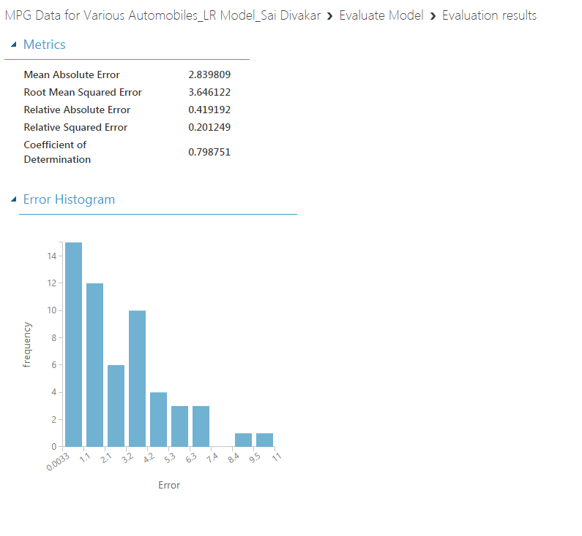 MPG Data for Various Automobiles_LR Model_Sai Divakar > Evaluate Model > Evaluation results
Metrics
Mean Absolute Error 2.839809
Root Mean Squared Error 3.646122
Relative Absolute Error 0.419192
Relative Squared Error 0.201249
Coefficient of
Determination 0.798751
Error Histogram
14
12
10
8
6
4
2
0
frequency
0.0033 1.1 2.1 3.2 4.2 5.3 6.3 7.4 8.4 9.5 11
Error